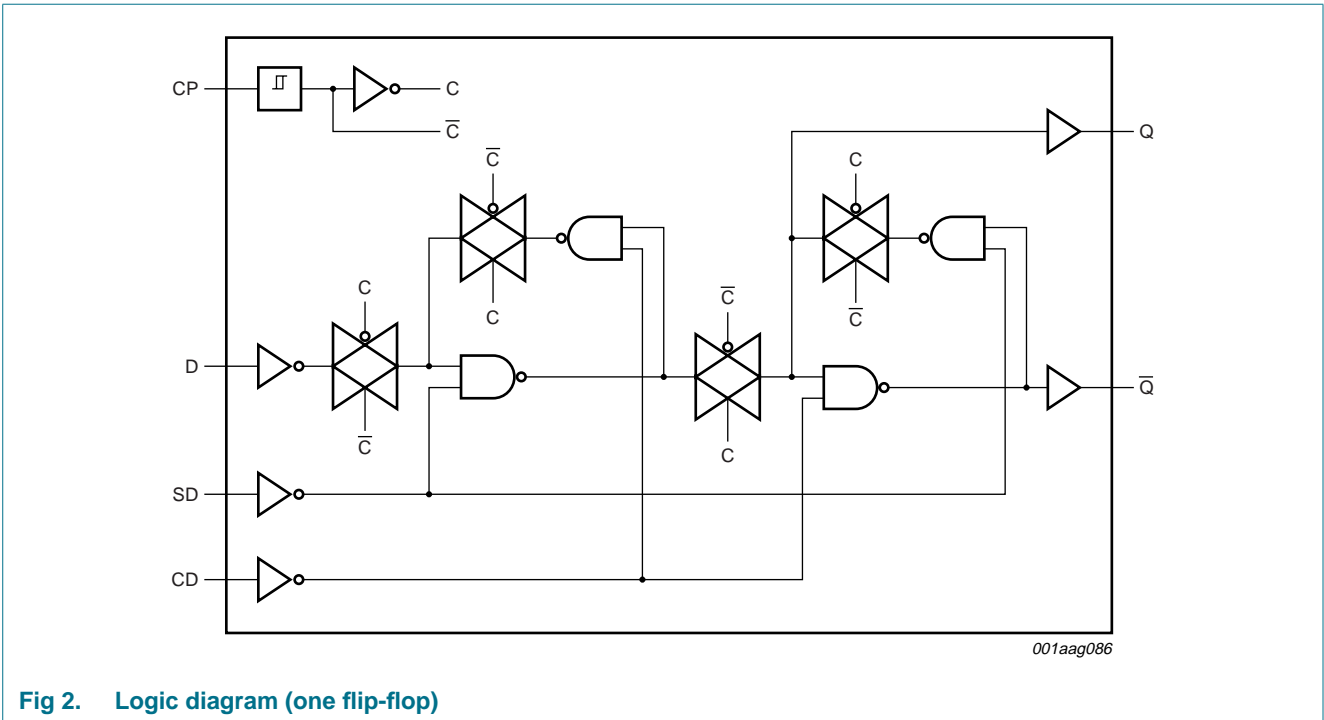 CP
C
C̅
Q
C̅
C
C
C̅
C
C̅
D
C̅
C
Q̅
SD
CD
001aag086
Fig 2. Logic diagram (one flip-flop)